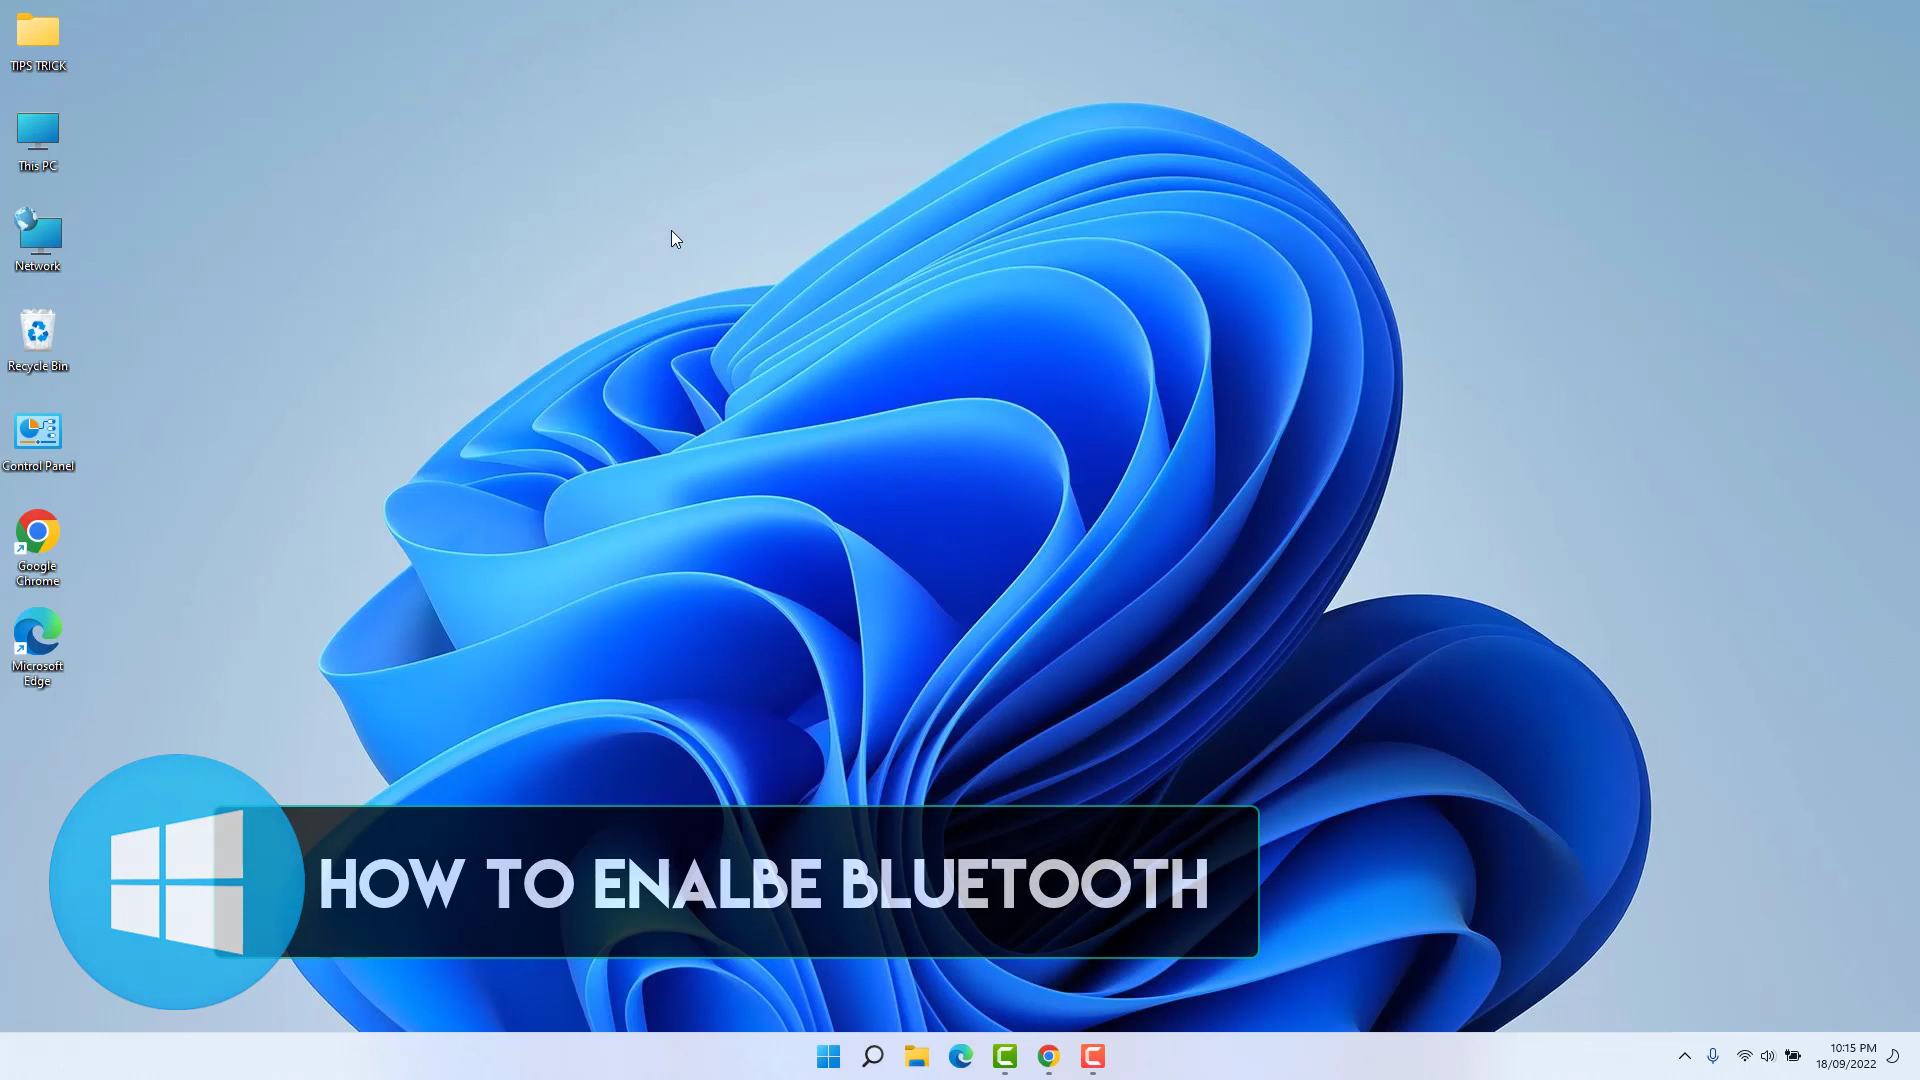 TIPS TRICK
This PC
Network
Recycle Bin
Control Panel
Google
Chrome
Microsoft
Edge
HOW TO ENALBE BLUETOOTH
10:15 PM
18/09/2022